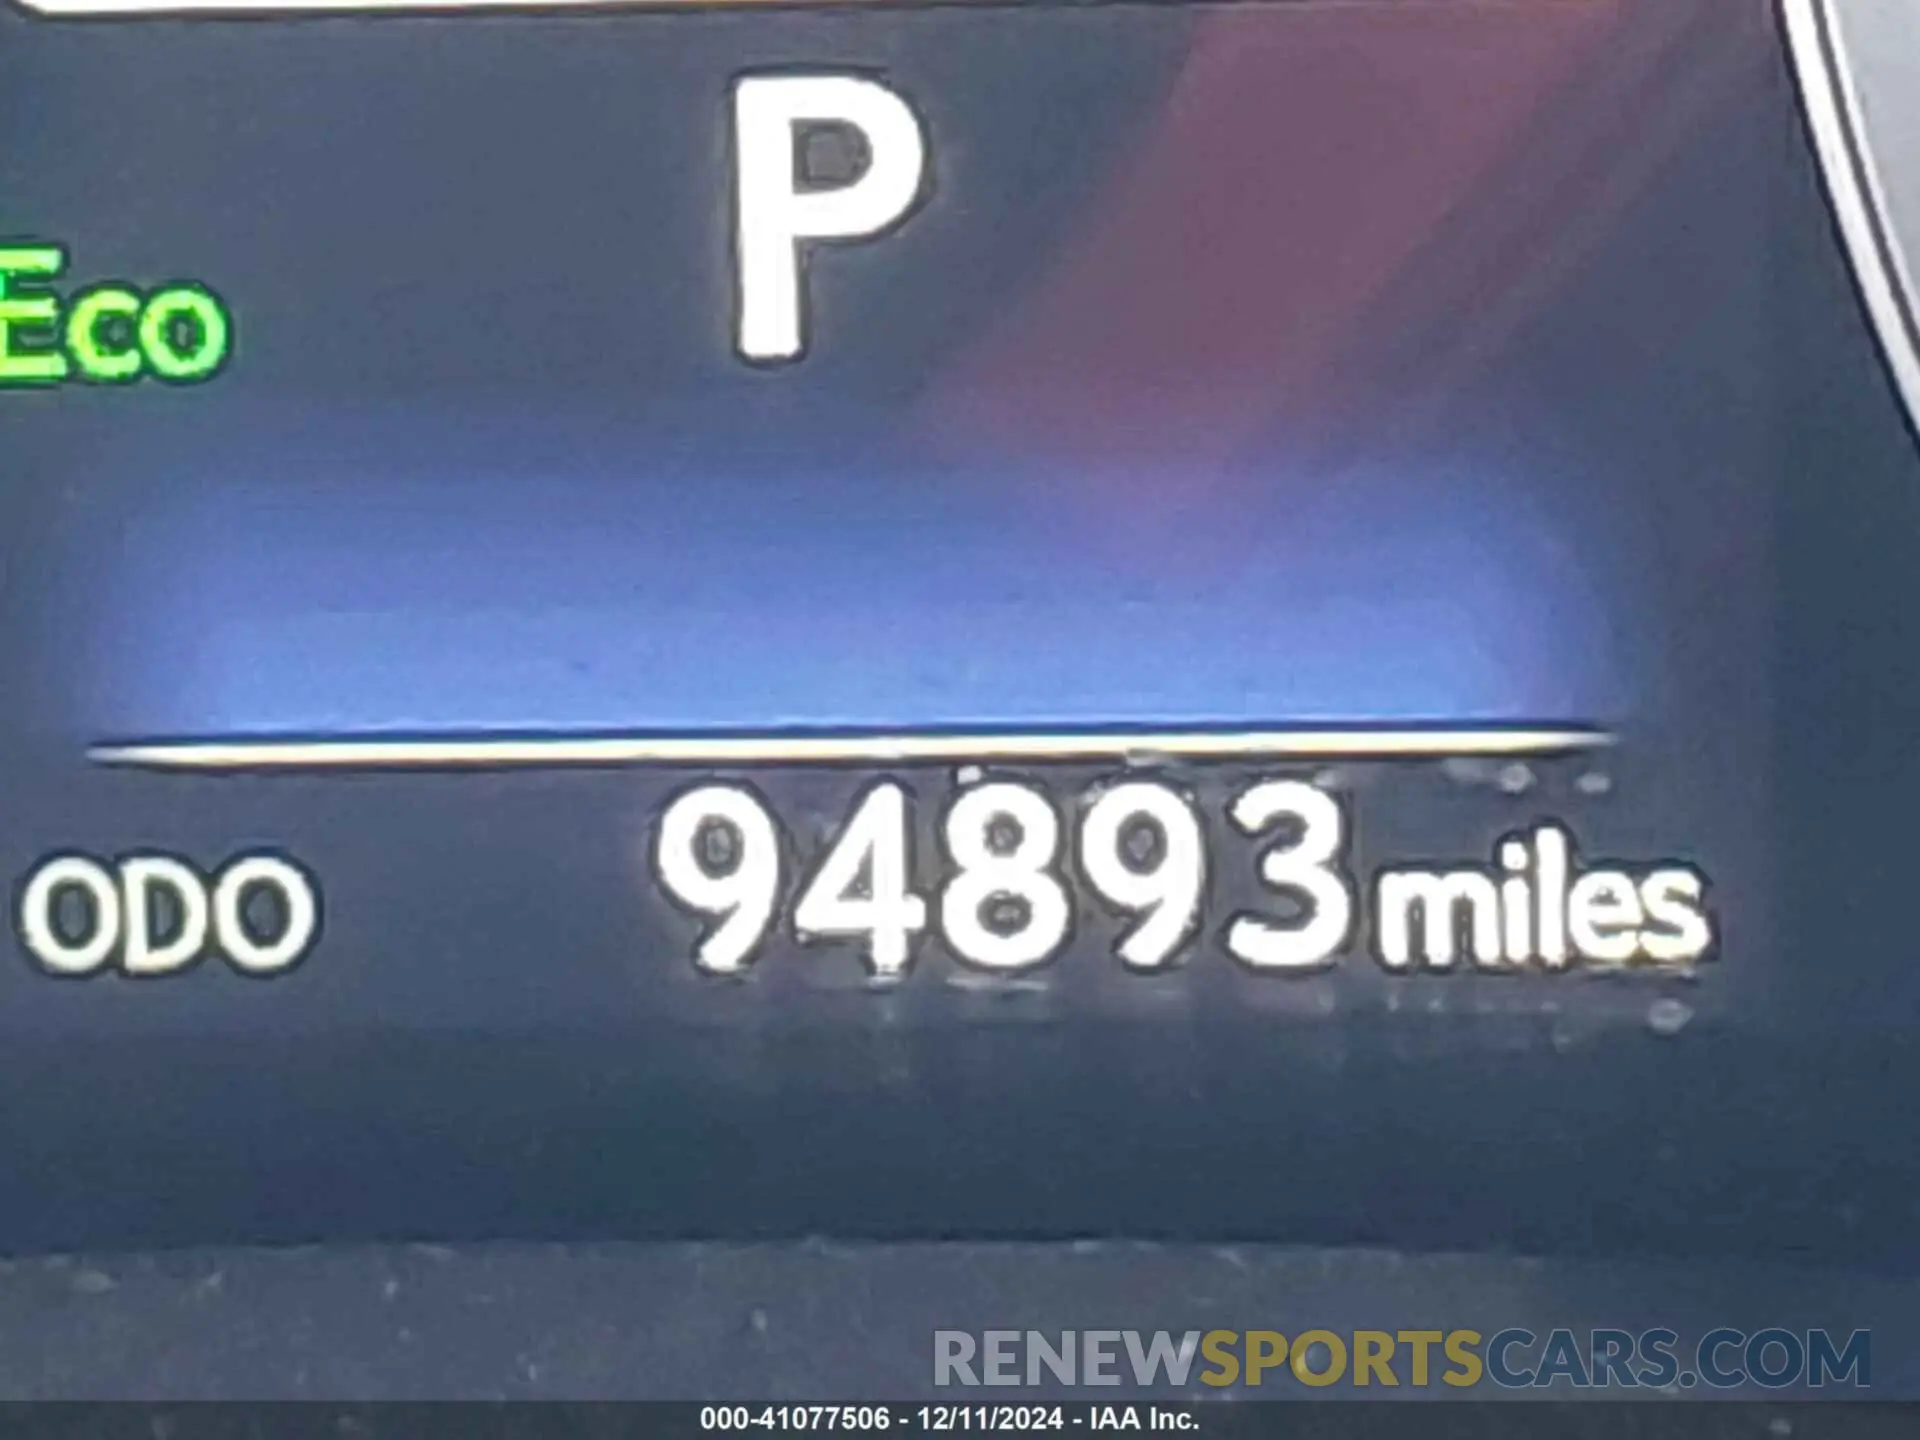 P
Eco
ODO 94893 miles
RENEWSPORTSCARS.COM
000-41077506 - 12/11/2024 - IAA Inc.